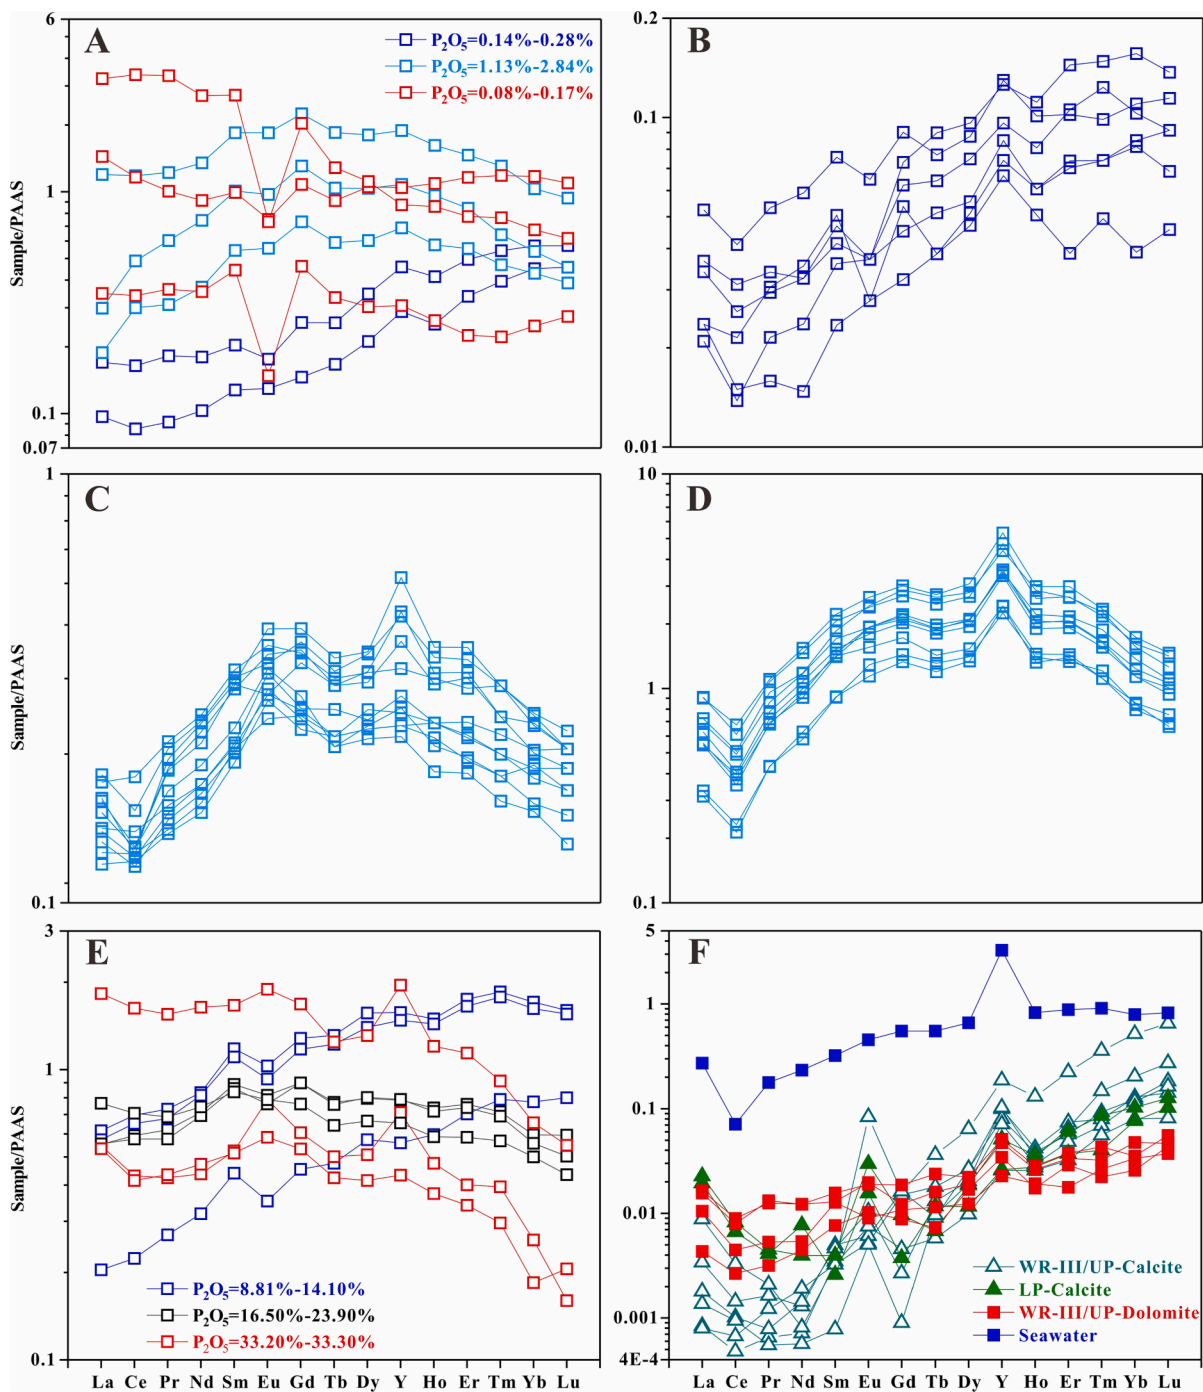 A
6
1
0.1
0.07
Sample/PAAS
P₂O₅=0.14%-0.28%
P₂O₅=1.13%-2.84%
P₂O₅=0.08%-0.17%
B
0.2
0.1
0.01
C
1
0.1
Sample/PAAS
D
10
1
0.1
E
3
1
0.1
Sample/PAAS
P₂O₅=8.81%-14.10%
P₂O₅=16.50%-23.90%
P₂O₅=33.20%-33.30%
La Ce Pr Nd Sm Eu Gd Tb Dy Y Ho Er Tm Yb Lu
F
5
1
0.1
0.01
0.001
4E-4
WR-III/UP-Calcite
LP-Calcite
WR-III/UP-Dolomite
Seawater
La Ce Pr Nd Sm Eu Gd Tb Dy Y Ho Er Tm Yb Lu